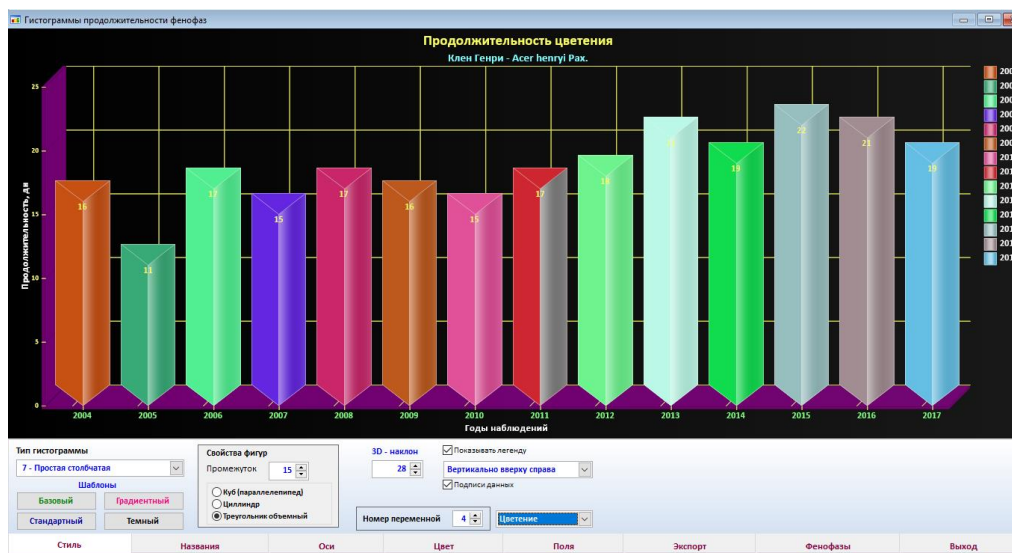 Гистограммы продолжительности фенофаз
Продолжительность цветения
Клен Генри - Acer henryi Pax.
Продолжительность, дн
25
20
15
10
5
0
16
11
17
15
17
16
15
17
18
19
22
21
19
2004 2005 2006 2007 2008 2009 2010 2011 2012 2013 2014 2015 2016 2017
Годы наблюдений
Тип гистограммы
7 - Простая столбчатая
Шаблоны
Базовый Градиентный
Стандартный Темный
Свойства фигур
Промежуток 15
Куб (параллелепипед)
Циллиндр
Треугольник объемный
3D - наклон
28
Показывать легенду
Вертикально вверху справа
Подписи данных
Номер переменной 4 Цветение
Стиль Названия Оси Цвет Поля Экспорт Фенофазы Выход